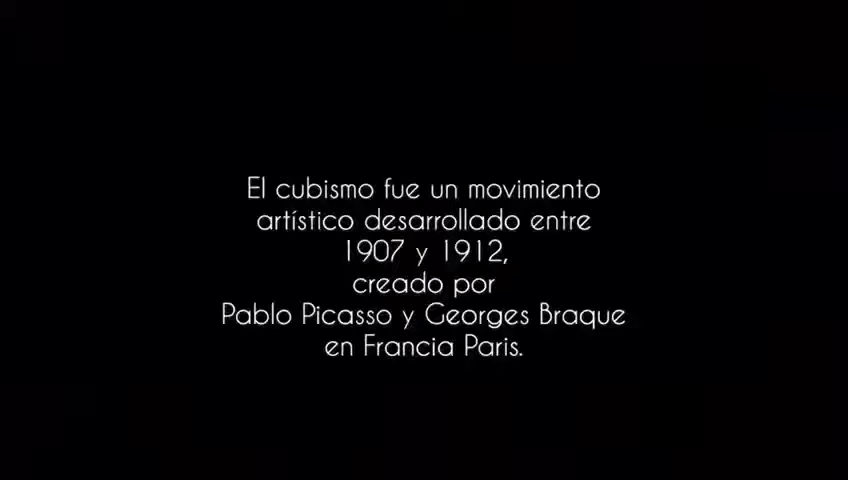 El cubismo fue un movimiento
artístico desarrollado entre
1907 y 1912,
creado por
Pablo Picasso y Georges Braque
en Francia Paris.